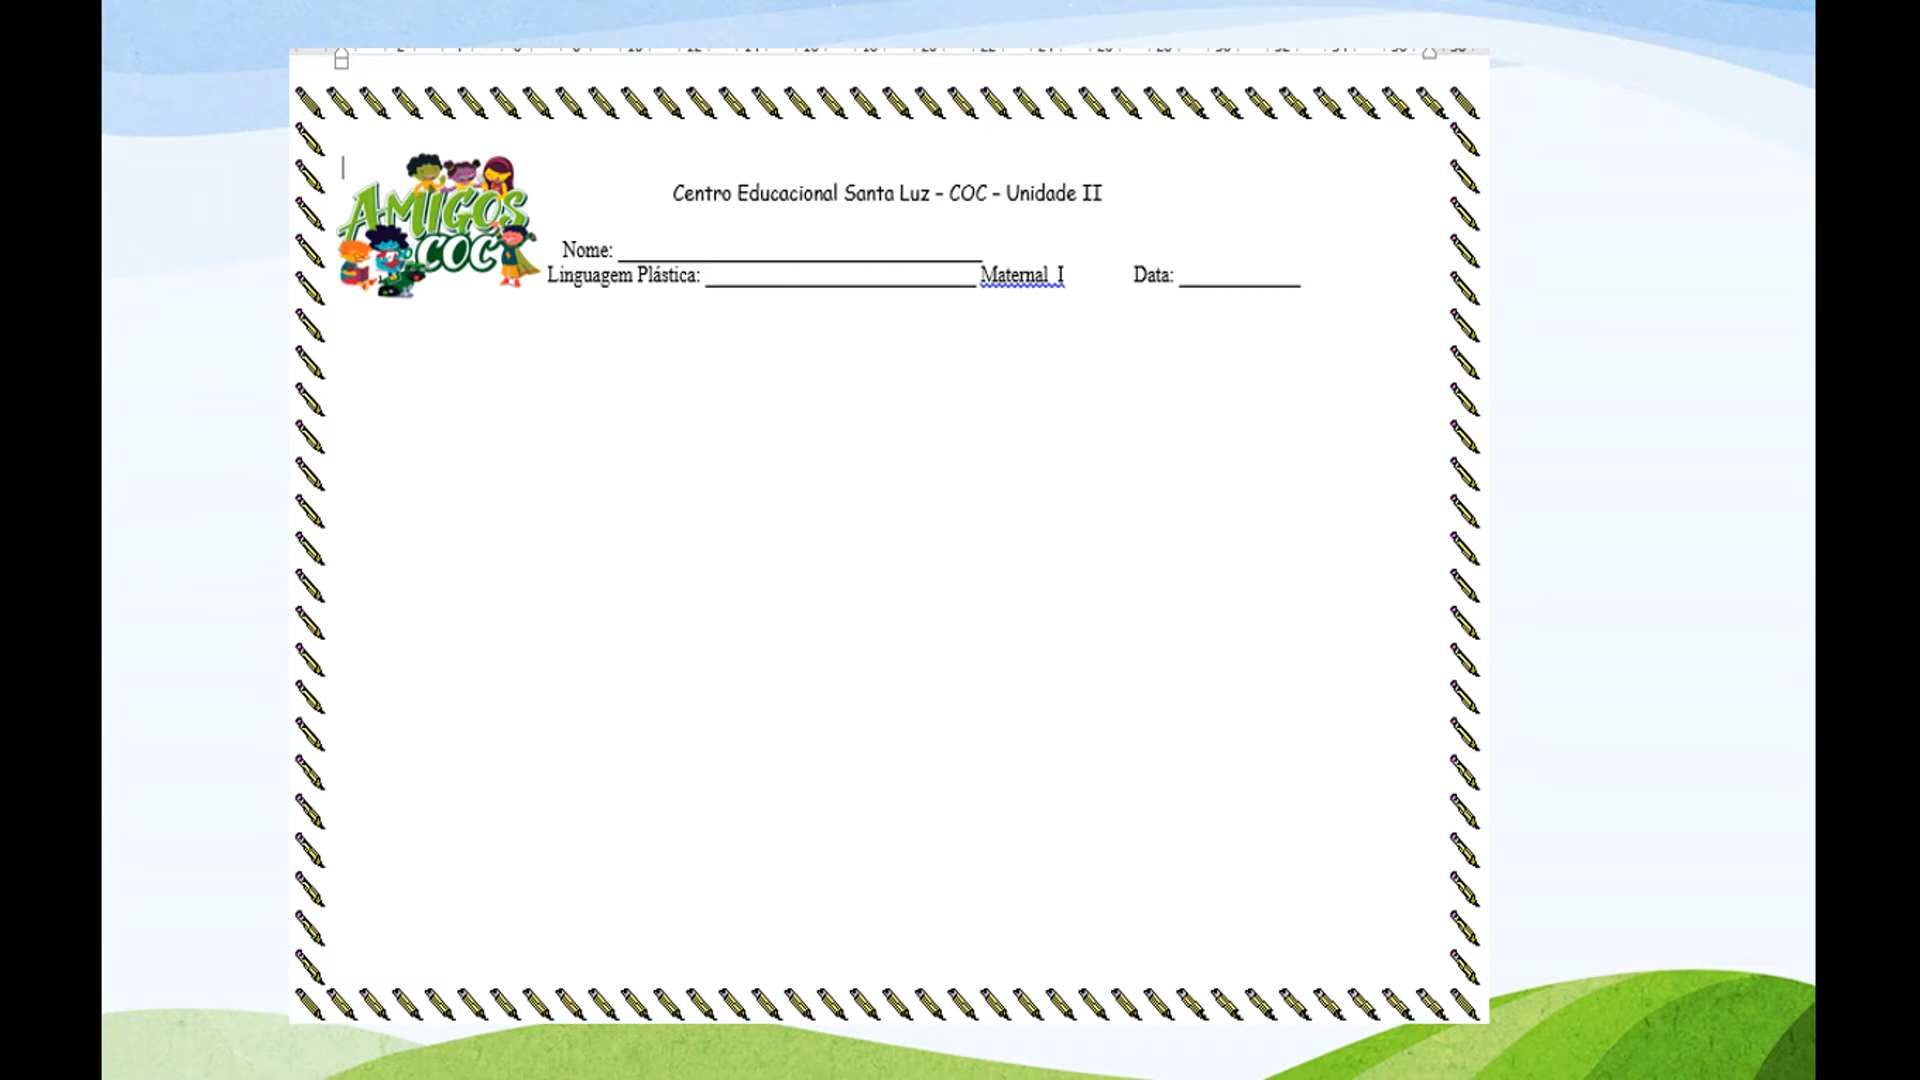 AMIGOS
COC
Centro Educacional Santa Luz – COC – Unidade II
Nome: ______________________________
Linguagem Plástica: ______________________ Maternal I Data: __________